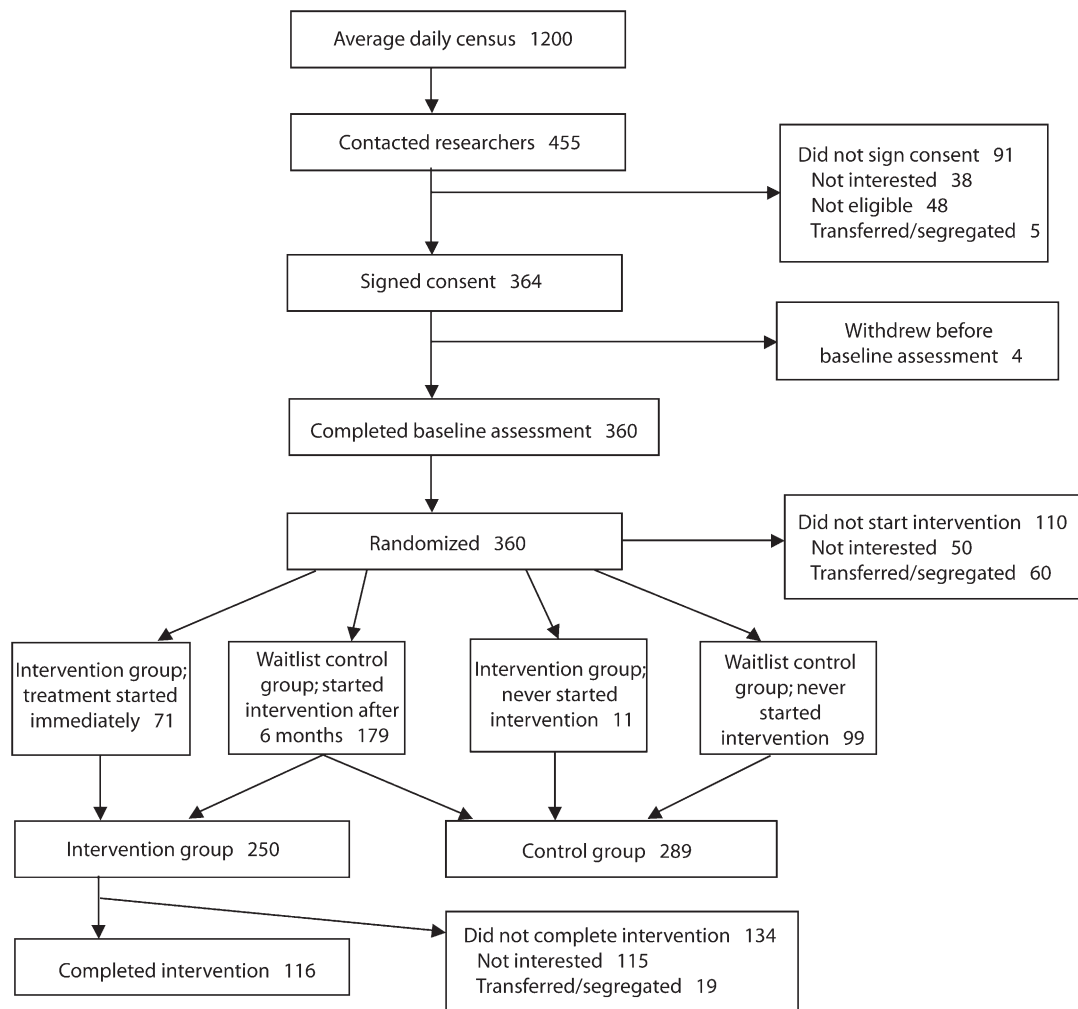 Average daily census 1200
Contacted researchers 455
Did not sign consent 91
Not interested 38
Not eligible 48
Transferred/segregated 5
Signed consent 364
Withdrew before
baseline assessment 4
Completed baseline assessment 360
Randomized 360
Did not start intervention 110
Not interested 50
Transferred/segregated 60
Intervention group;
treatment started
immediately 71
Waitlist control
group; started
intervention after
6 months 179
Intervention group;
never started
intervention 11
Waitlist control
group; never
started
intervention 99
Intervention group 250
Control group 289
Did not complete intervention 134
Not interested 115
Transferred/segregated 19
Completed intervention 116